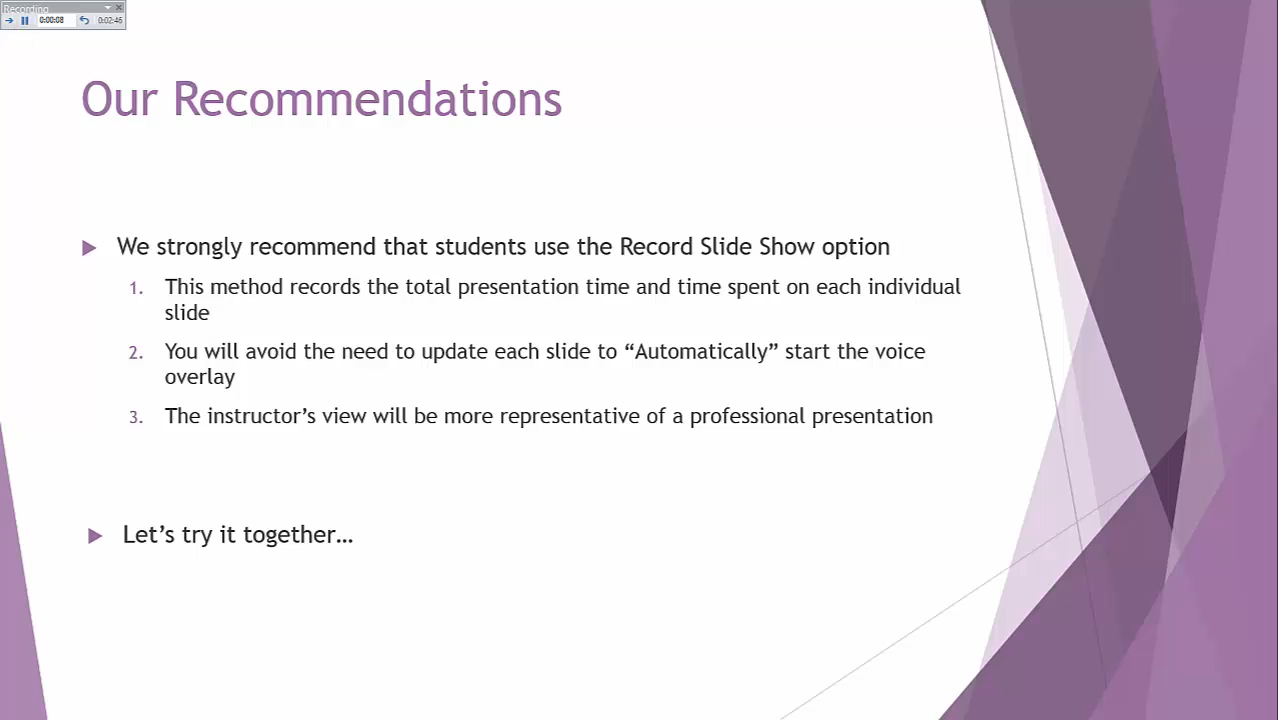 Recording
0:00:08
0:02:46
Our Recommendations
We strongly recommend that students use the Record Slide Show option
1. This method records the total presentation time and time spent on each individual
slide
2. You will avoid the need to update each slide to “Automatically” start the voice
overlay
3. The instructor’s view will be more representative of a professional presentation
Let’s try it together…